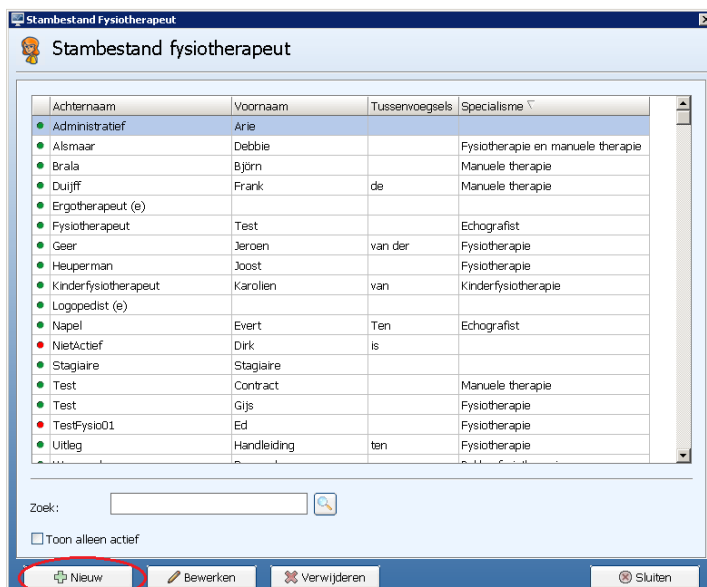 Stambestand Fysiotherapeut
Stambestand fysiotherapeut
Achternaam Voornaam Tussenvoegsels Specialisme
Administratief Arie
Alsmaar Debbie Fysiotherapie en manuele therapie
Brala Björn Manuele therapie
Duijff Frank de Manuele therapie
Ergotherapeut (e)
Fysiotherapeut Test Echografist
Geer Jeroen van der Fysiotherapie
Heuperman Joost Fysiotherapie
Kinderfysiotherapeut Karolien van Kinderfysiotherapie
Logopedist (e)
Napel Evert Ten Echografist
NietActief Dirk is
Stagiaire Stagiaire
Test Contract Manuele therapie
Test Gijs Fysiotherapie
TestFysio01 Ed Fysiotherapie
Uitleg Handleiding ten Fysiotherapie
Zoek:
Toon alleen actief
Nieuw Bewerken Verwijderen Sluiten